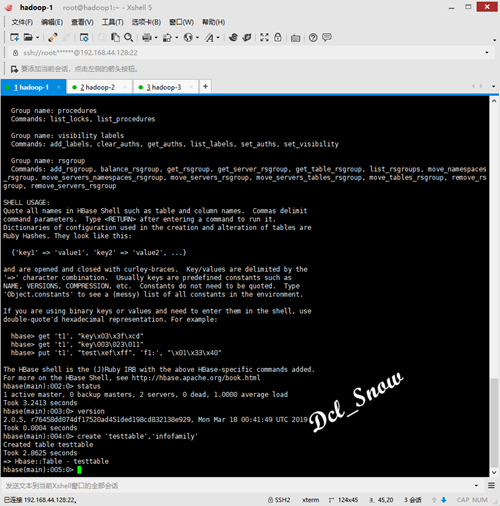 hadoop-1 root@hadoop1:~ - Xshell 5
文件(F) 编辑(E) 查看(V) 工具(T) 选项卡(B) 窗口(W) 帮助(H)
ssh://root:******@192.168.44.128:22
要添加当前会话，点击左侧的箭头按钮。
1 hadoop-1 2 hadoop-2 3 hadoop-3 +
Group name: procedures
Commands: list_locks, list_procedures
Group name: visibility labels
Commands: add_labels, clear_auths, get_auths, list_labels, set_auths, set_visibility
Group name: rsgroup
Commands: add_rsgroup, balance_rsgroup, get_rsgroup, get_server_rsgroup, get_table_rsgroup, list_rsgroups, move_namespaces
_rsgroup, move_servers_namespaces_rsgroup, move_servers_rsgroup, move_servers_tables_rsgroup, move_tables_rsgroup, remove_rs
group, remove_servers_rsgroup
SHELL USAGE:
Quote all names in HBase Shell such as table and column names. Commas delimit
command parameters. Type <RETURN> after entering a command to run it.
Dictionaries of configuration used in the creation and alteration of tables are
Ruby Hashes. They look like this:
{'key1' => 'value1', 'key2' => 'value2', ...}
and are opened and closed with curley-braces. Key/values are delimited by the
'=>' character combination. Usually keys are predefined constants such as
NAME, VERSIONS, COMPRESSION, etc. Constants do not need to be quoted. Type
'Object.constants' to see a (messy) list of all constants in the environment.
If you are using binary keys or values and need to enter them in the shell, use
double-quote'd hexadecimal representation. For example:
hbase> get 't1', "key\x03\x3f\xcd"
hbase> get 't1', "key\003\023\011"
hbase> put 't1', "test\xef\xff", 'f1:', "\x01\x33\x40"
The HBase shell is the (J)Ruby IRB with the above HBase-specific commands added.
For more on the HBase Shell, see http://hbase.apache.org/book.html
hbase(main):002:0> status
1 active master, 0 backup masters, 2 servers, 0 dead, 1.0000 average load
Took 3.2413 seconds
hbase(main):003:0> version
2.0.5, r76458dd074df17520ad451ded198cd832138e929, Mon Mar 18 00:41:49 UTC 2019
Took 0.0004 seconds
hbase(main):004:0> create 'testtable','infofamily'
Created table testtable
Took 2.8625 seconds
=> Hbase::Table - testtable
hbase(main):005:0>
Dcl_Snow
发送文本到当前Xshell窗口的全部会话
已连接 192.168.44.128:22。 SSH2 xterm 124x45 45,20 3 会话 CAP NUM